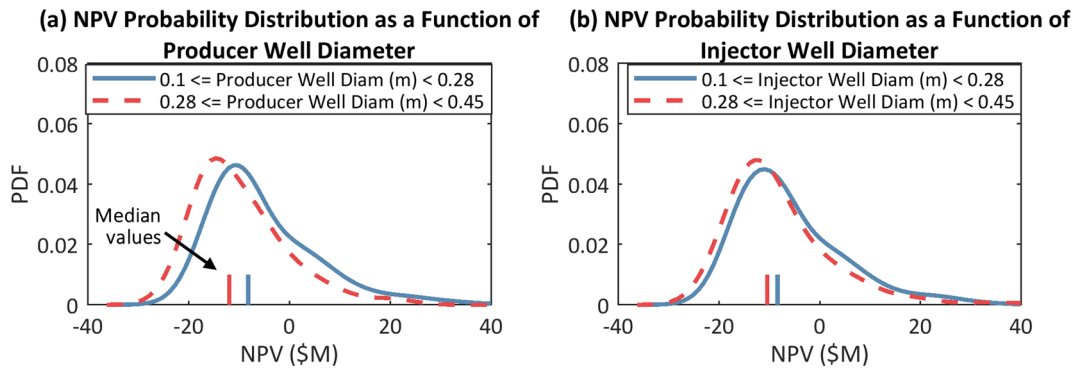 (a) NPV Probability Distribution as a Function of
Producer Well Diameter
0.08
0.06
0.04
0.02
0
PDF
0.1 <= Producer Well Diam (m) < 0.28
0.28 <= Producer Well Diam (m) < 0.45
Median
values
-40
-20
0
20
40
NPV ($M)
(b) NPV Probability Distribution as a Function of
Injector Well Diameter
0.08
0.06
0.04
0.02
0
PDF
0.1 <= Injector Well Diam (m) < 0.28
0.28 <= Injector Well Diam (m) < 0.45
-40
-20
0
20
40
NPV ($M)